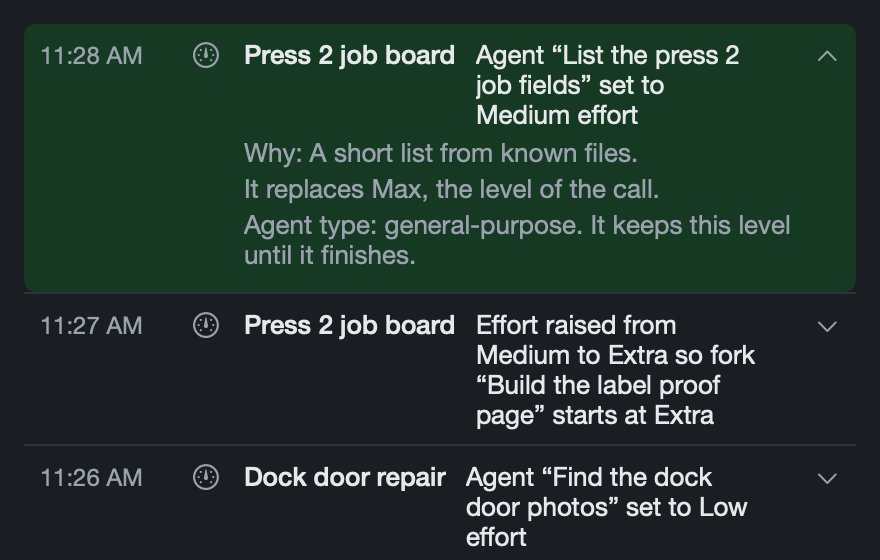 11:28 AM Press 2 job board Agent “List the press 2
job fields” set to
Medium effort
Why: A short list from known files.
It replaces Max, the level of the call.
Agent type: general-purpose. It keeps this level
until it finishes.
11:27 AM Press 2 job board Effort raised from
Medium to Extra so fork
“Build the label proof
page” starts at Extra
11:26 AM Dock door repair Agent “Find the dock
door photos” set to Low
effort